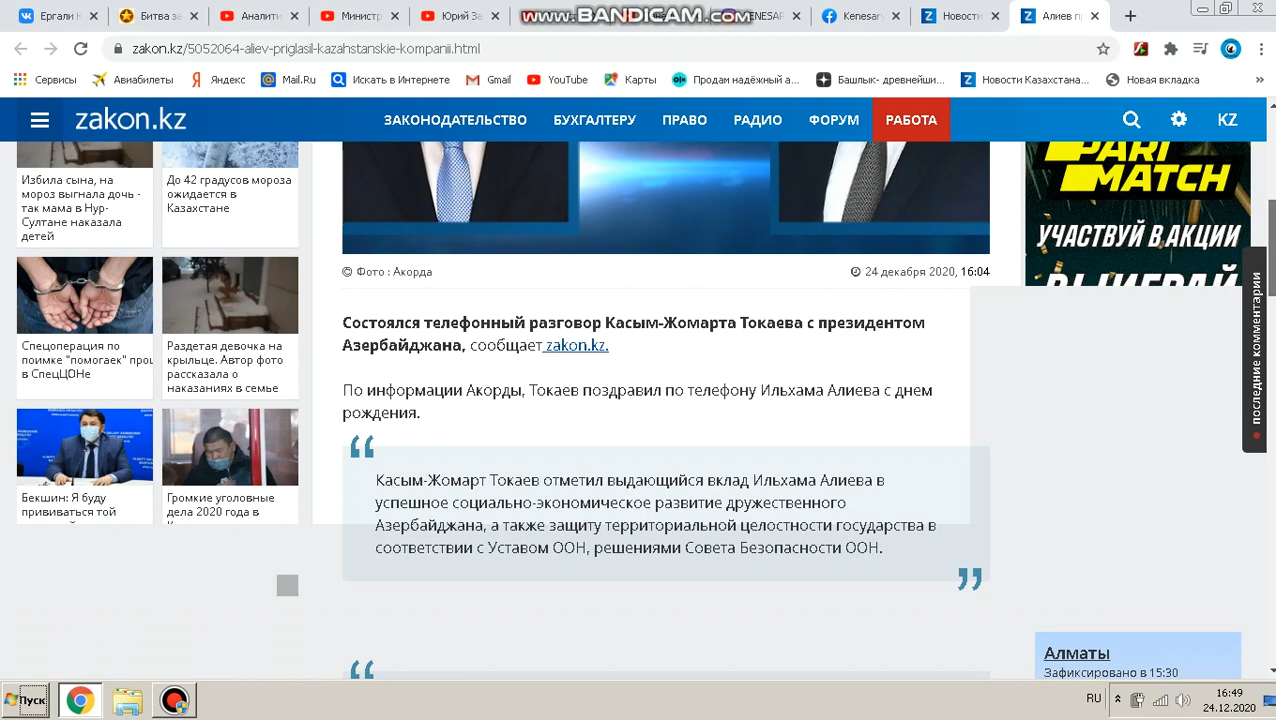 Ергали К
Битва за
Аналити
Министр
Юрий За
www.BANDICAM.com
ENESAR
Kenesary
Новости
Алиев п
zakon.kz/5052064-aliev-priglasil-kazahstanskie-kompanii.html
Сервисы
Авиабилеты
Яндекс
Mail.Ru
Искать в Интернете
Gmail
YouTube
Карты
Продам надёжный а...
Башлык- древнейши...
Новости Казахстана...
Новая вкладка
»
zakon.kz
ЗАКОНОДАТЕЛЬСТВО
БУХГАЛТЕРУ
ПРАВО
РАДИО
ФОРУМ
РАБОТА
KZ
Избила сына, на
мороз выгнала дочь -
так мама в Нур-
Султане наказала
детей
До 42 градусов мороза
ожидается в
Казахстане
Спецоперация по
поимке "помогаек" про
в СпецЦОНе
Раздетая девочка на
крыльце. Автор фото
рассказала о
наказаниях в семье
Бекшин: Я буду
прививаться той
Громкие уголовные
дела 2020 года в
Фото : Акорда
24 декабря 2020, 16:04
Состоялся телефонный разговор Касым-Жомарта Токаева с президентом
Азербайджана, сообщает zakon.kz.
По информации Акорды, Токаев поздравил по телефону Ильхама Алиева с днем
рождения.
“
Касым-Жомарт Токаев отметил выдающийся вклад Ильхама Алиева в
успешное социально-экономическое развитие дружественного
Азербайджана, а также защиту территориальной целостности государства в
соответствии с Уставом ООН, решениями Совета Безопасности ООН.
”
“
PARI
MATCH
УЧАСТВУЙ В АКЦИИ
ВЫИГРАЙ
последние комментарии
Алматы
Зафиксировано в 15:30
Пуск
RU
16:49
24.12.2020